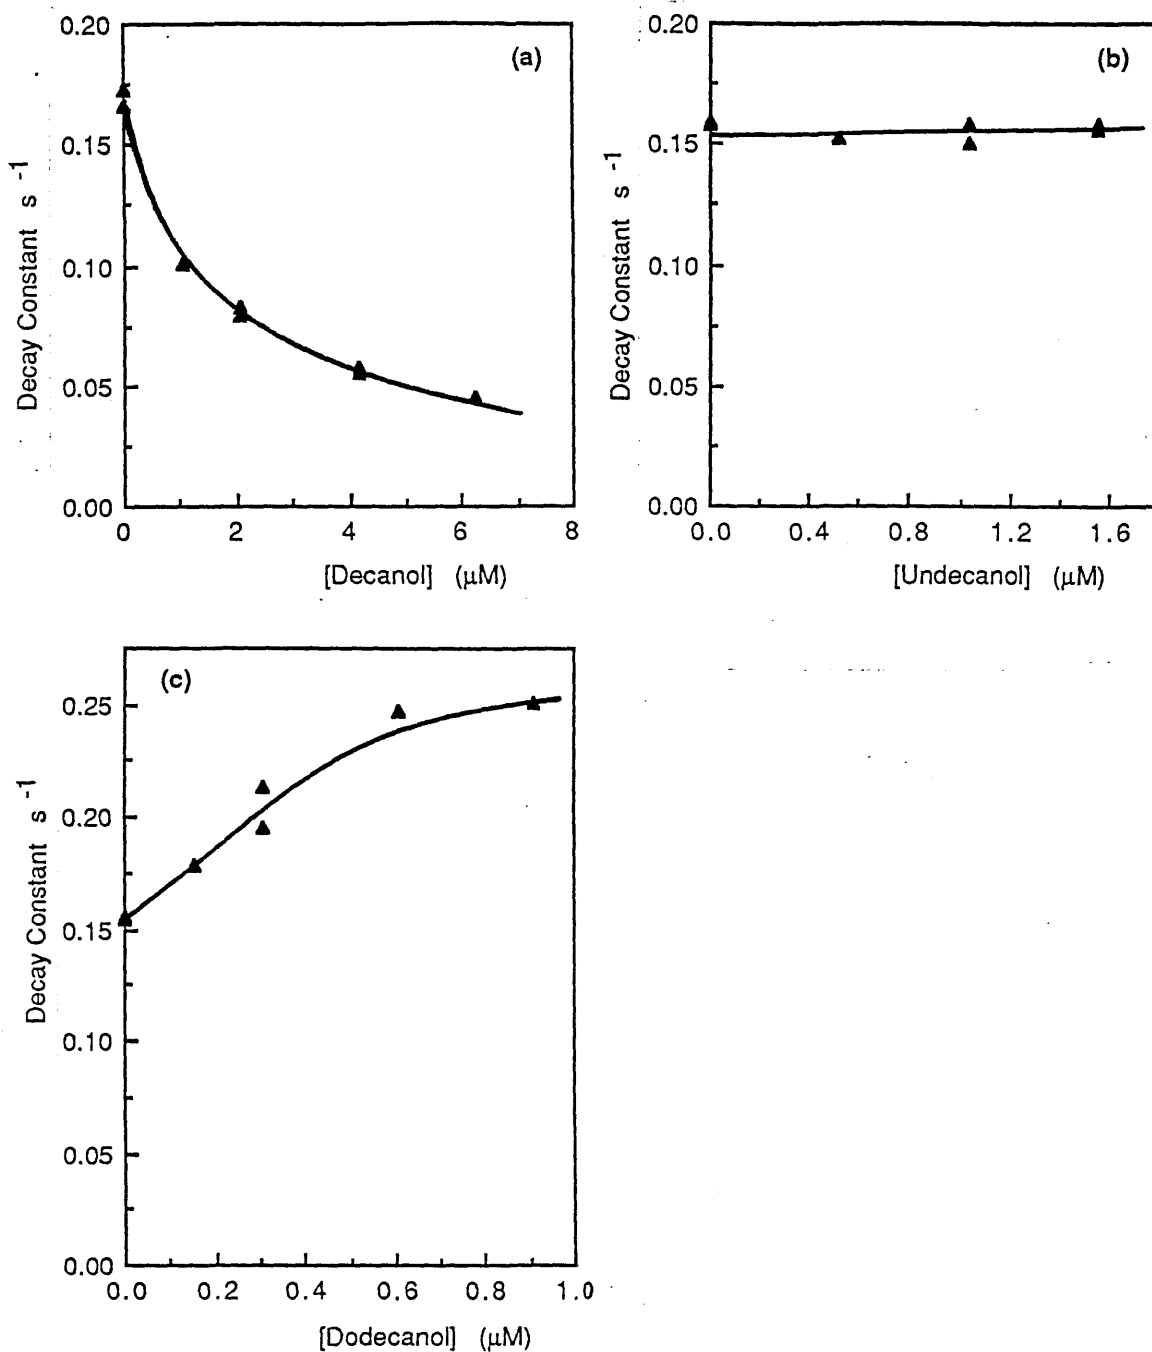 (a)
Decay Constant s -1
0.20
0.15
0.10
0.05
0.00
0 2 4 6 8
[Decanol] (μM)
(b)
Decay Constant s -1
0.20
0.15
0.10
0.05
0.00
0.0 0.4 0.8 1.2 1.6
[Undecanol] (μM)
(c)
Decay Constant s -1
0.25
0.20
0.15
0.10
0.05
0.00
0.0 0.2 0.4 0.6 0.8 1.0
[Dodecanol] (μM)